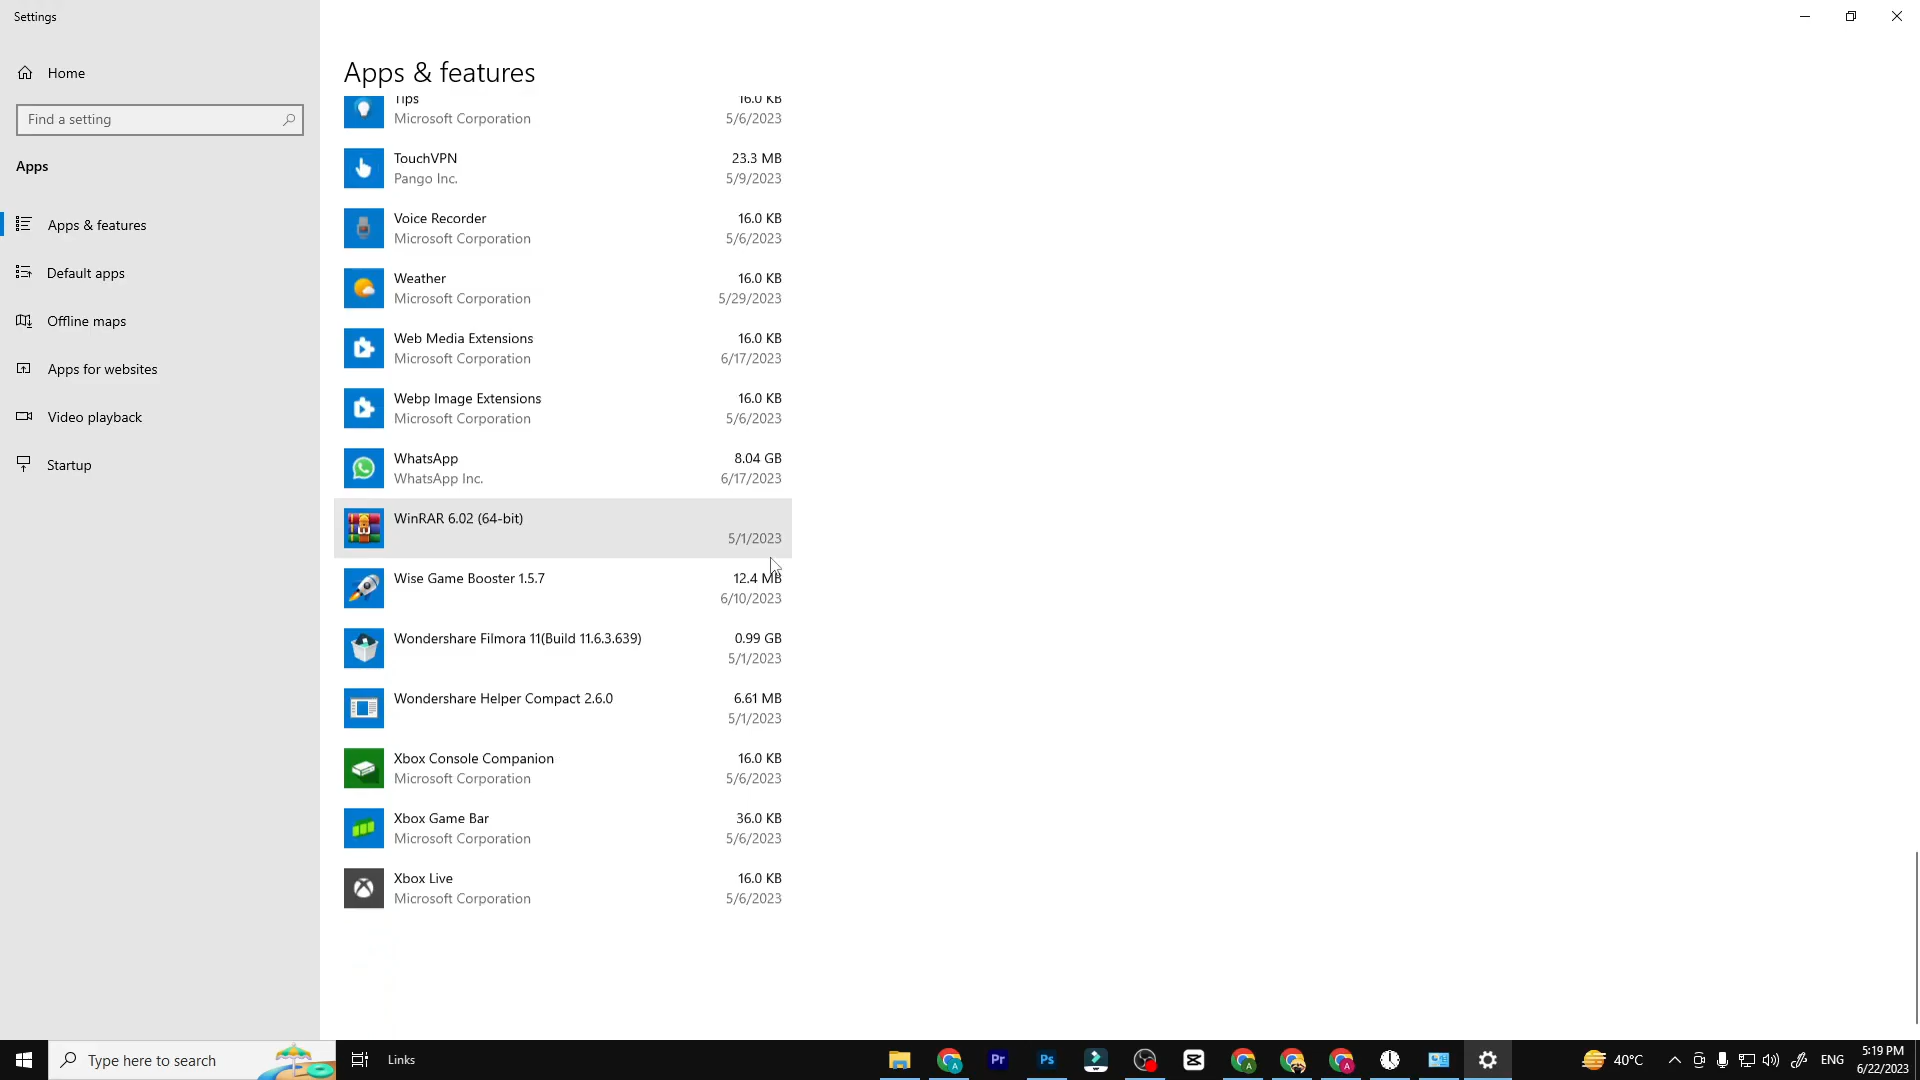 Settings
Home
Find a setting
Apps
Apps & features
Default apps
Offline maps
Apps for websites
Video playback
Startup
Apps & features
Tips 16.0 KB
Microsoft Corporation 5/6/2023
TouchVPN 23.3 MB
Pango Inc. 5/9/2023
Voice Recorder 16.0 KB
Microsoft Corporation 5/6/2023
Weather 16.0 KB
Microsoft Corporation 5/29/2023
Web Media Extensions 16.0 KB
Microsoft Corporation 6/17/2023
Webp Image Extensions 16.0 KB
Microsoft Corporation 5/6/2023
WhatsApp 8.04 GB
WhatsApp Inc. 6/17/2023
WinRAR 6.02 (64-bit)
5/1/2023
Wise Game Booster 1.5.7 12.4 MB
6/10/2023
Wondershare Filmora 11(Build 11.6.3.639) 0.99 GB
5/1/2023
Wondershare Helper Compact 2.6.0 6.61 MB
5/1/2023
Xbox Console Companion 16.0 KB
Microsoft Corporation 5/6/2023
Xbox Game Bar 36.0 KB
Microsoft Corporation 5/6/2023
Xbox Live 16.0 KB
Microsoft Corporation 5/6/2023
Type here to search Links A Pr Ps A A 40°C ENG 5:19 PM
6/22/2023